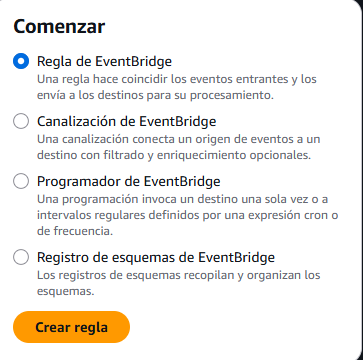 Comenzar
Regla de EventBridge
Una regla hace coincidir los eventos entrantes y los
envía a los destinos para su procesamiento.
Canalización de EventBridge
Una canalización conecta un origen de eventos a un
destino con filtrado y enriquecimiento opcionales.
Programador de EventBridge
Una programación invoca un destino una sola vez o a
intervalos regulares definidos por una expresión cron o
de frecuencia.
Registro de esquemas de EventBridge
Los registros de esquemas recopilan y organizan los
esquemas.
Crear regla